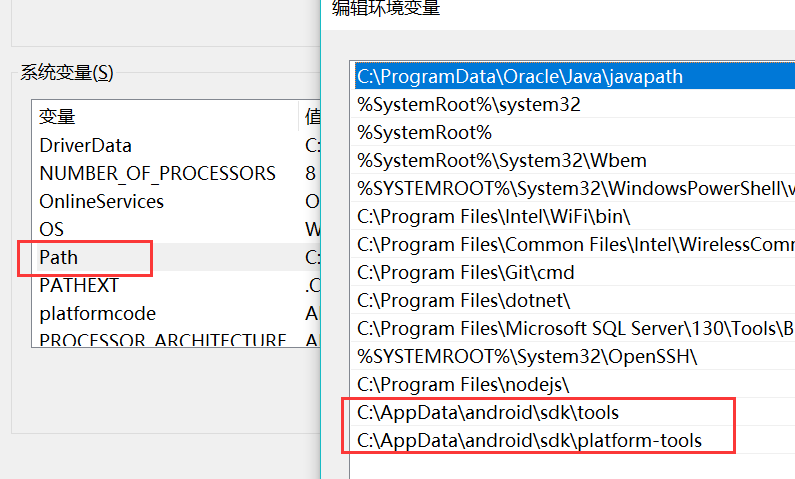 编辑环境变量
系统变量(S)
变量
值
DriverData
C:
NUMBER_OF_PROCESSORS
8
OnlineServices
O
OS
W
Path
C:
PATHEXT
.C
platformcode
A
PROCESSOR_ARCHITECTURE
A
C:\ProgramData\Oracle\Java\javapath
%SystemRoot%\system32
%SystemRoot%
%SystemRoot%\System32\Wbem
%SYSTEMROOT%\System32\WindowsPowerShell\v
C:\Program Files\Intel\WiFi\bin\
C:\Program Files\Common Files\Intel\WirelessComm
C:\Program Files\Git\cmd
C:\Program Files\dotnet\
C:\Program Files\Microsoft SQL Server\130\Tools\B
%SYSTEMROOT%\System32\OpenSSH\
C:\Program Files\nodejs\
C:\AppData\android\sdk\tools
C:\AppData\android\sdk\platform-tools